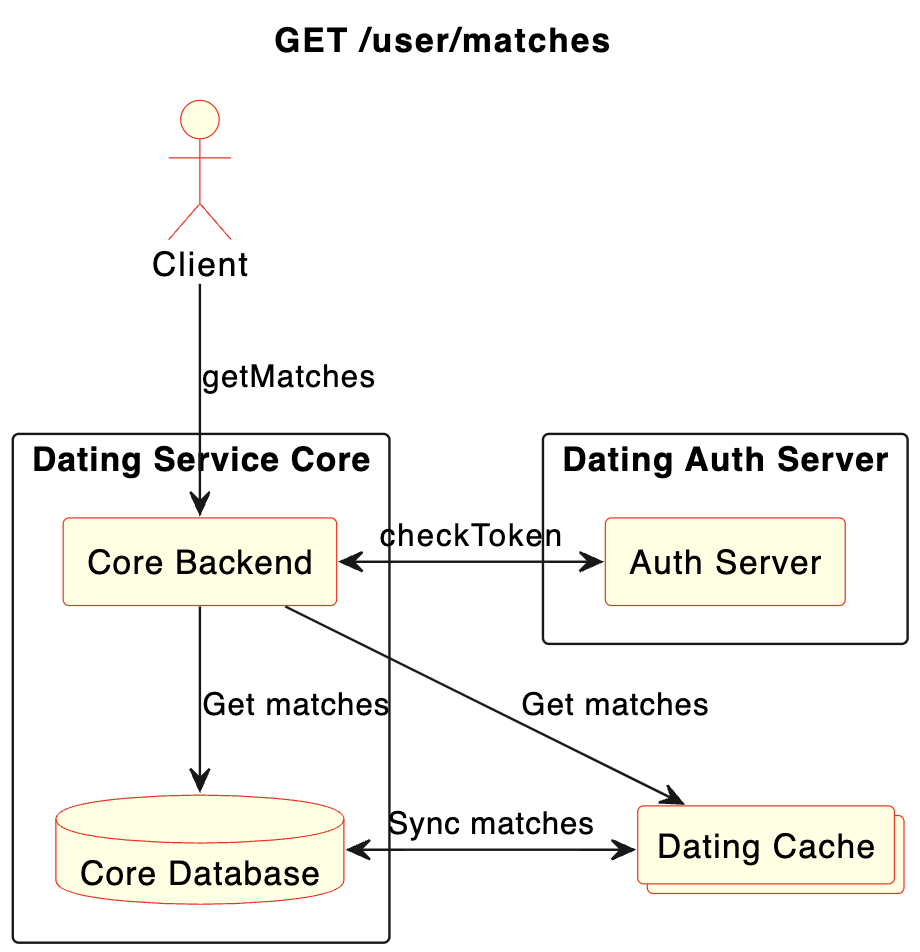 GET /user/matches
Client
getMatches
Dating Service Core
Dating Auth Server
checkToken
Core Backend
Auth Server
Get matches
Get matches
Sync matches
Core Database
Dating Cache